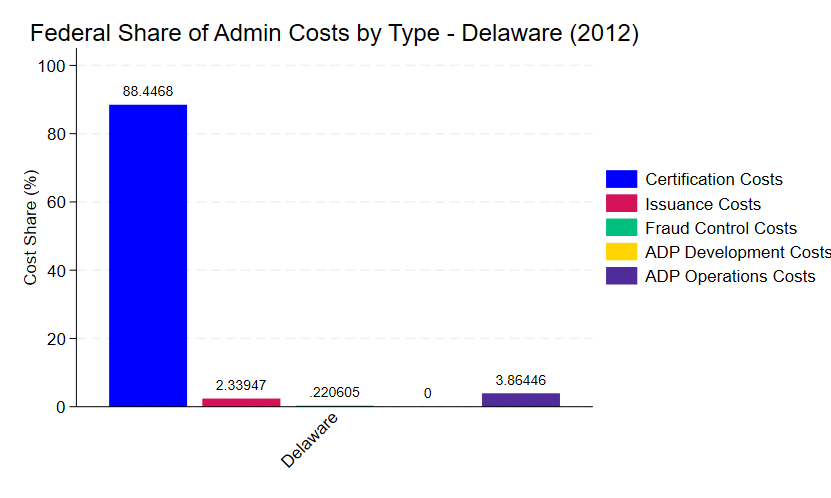 Federal Share of Admin Costs by Type - Delaware (2012)
Cost Share (%)
100
80
60
40
20
0
88.4468
2.33947
.220605
0
3.86446
Delaware
Certification Costs
Issuance Costs
Fraud Control Costs
ADP Development Costs
ADP Operations Costs